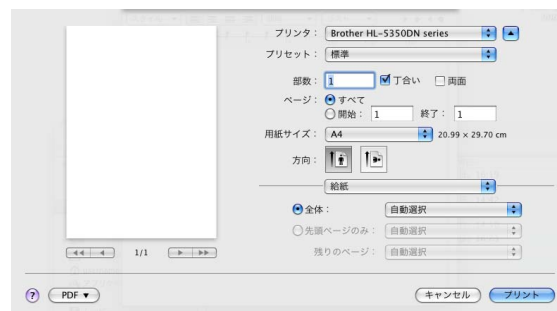 プリンタ： Brother HL-5350DN series
プリセット： 標準
部数： 1 丁合い 両面
ページ： すべて
開始： 1 終了： 1
用紙サイズ： A4 20.99 x 29.70 cm
方向：
給紙
全体： 自動選択
先頭ページのみ： 自動選択
残りのページ： 自動選択
1/1
? PDF ▼ キャンセル プリント